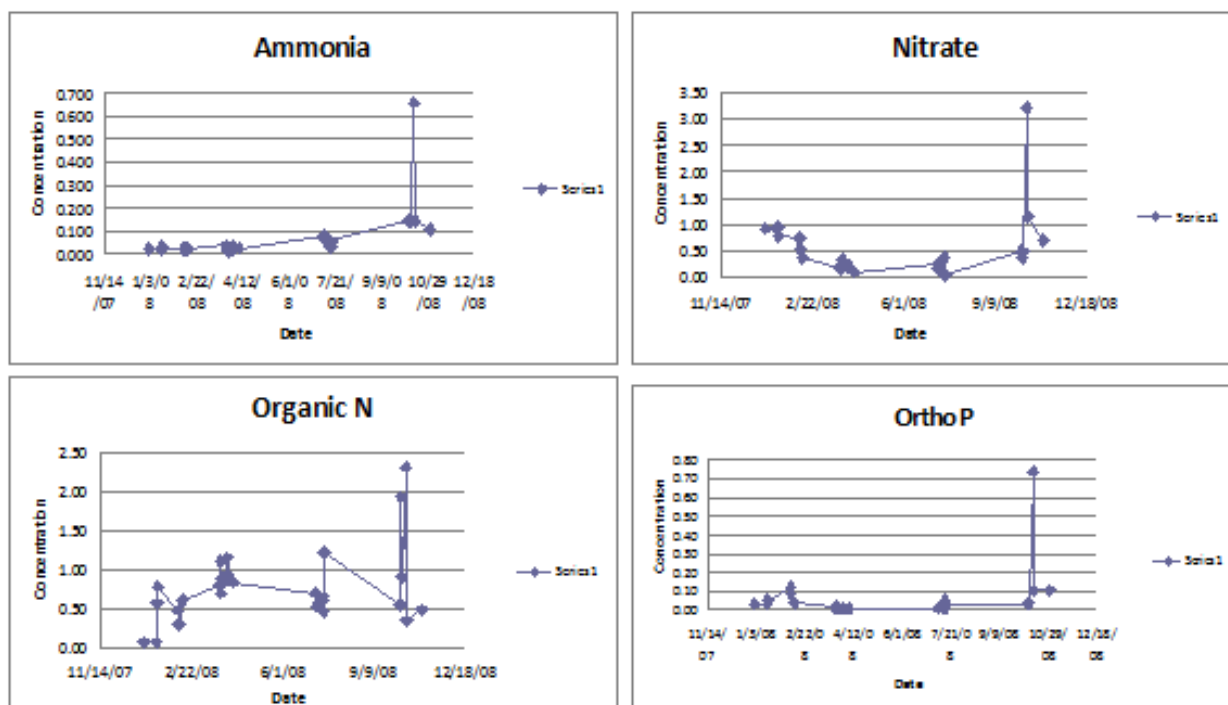 Ammonia
Concentration
0.700
0.600
0.500
0.400
0.300
0.200
0.100
0.000
11/14 1/3/0 2/22/ 4/12/ 6/1/0 7/21/ 9/9/0 10/29 12/18
/07 8 08 08 8 08 8 /08 /08
Date
Series1
Nitrate
Concentration
3.50
3.00
2.50
2.00
1.50
1.00
0.50
0.00
11/14/07 2/22/08 6/1/08 9/9/08 12/18/08
Date
Series1
Organic N
Concentration
2.50
2.00
1.50
1.00
0.50
0.00
11/14/07 2/22/08 6/1/08 9/9/08 12/18/08
Date
Series1
Ortho P
Concentration
0.80
0.70
0.60
0.50
0.40
0.30
0.20
0.10
0.00
11/14/ 1/3/08 2/22/0 4/12/0 6/1/08 7/21/0 9/9/08 10/29/ 12/18/
07 8 8 8 08 08
Date
Series1